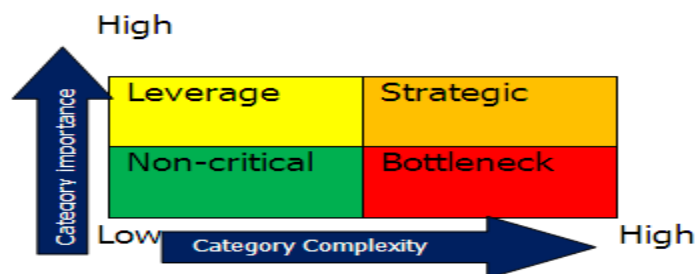 High
Category Importance
Leverage
Strategic
Non-critical
Bottleneck
Low
Category Complexity
High